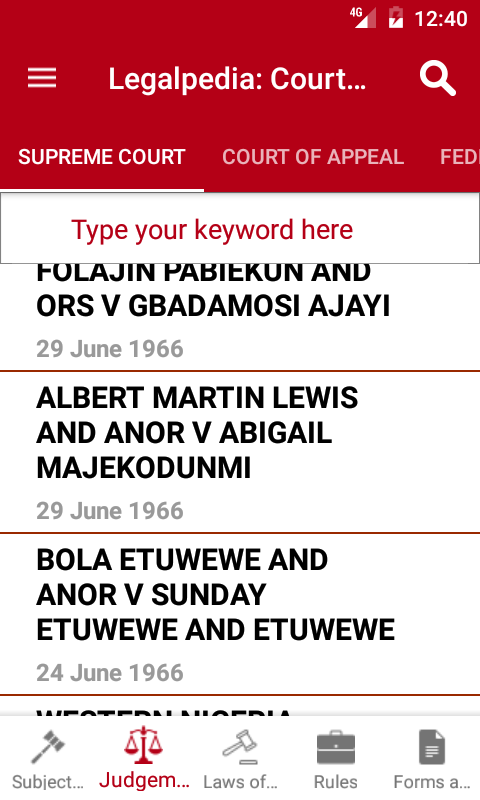 4G 12:40
Legalpedia: Court...
SUPREME COURT COURT OF APPEAL FED
Type your keyword here
FOLAJIN PABIEKUN AND
ORS V GBADAMOSI AJAYI
29 June 1966
ALBERT MARTIN LEWIS
AND ANOR V ABIGAIL
MAJEKODUNMI
29 June 1966
BOLA ETUWEWE AND
ANOR V SUNDAY
ETUWEWE AND ETUWEWE
24 June 1966
WESTERN NIGERIA
Subject... Judgem... Laws of... Rules Forms a...